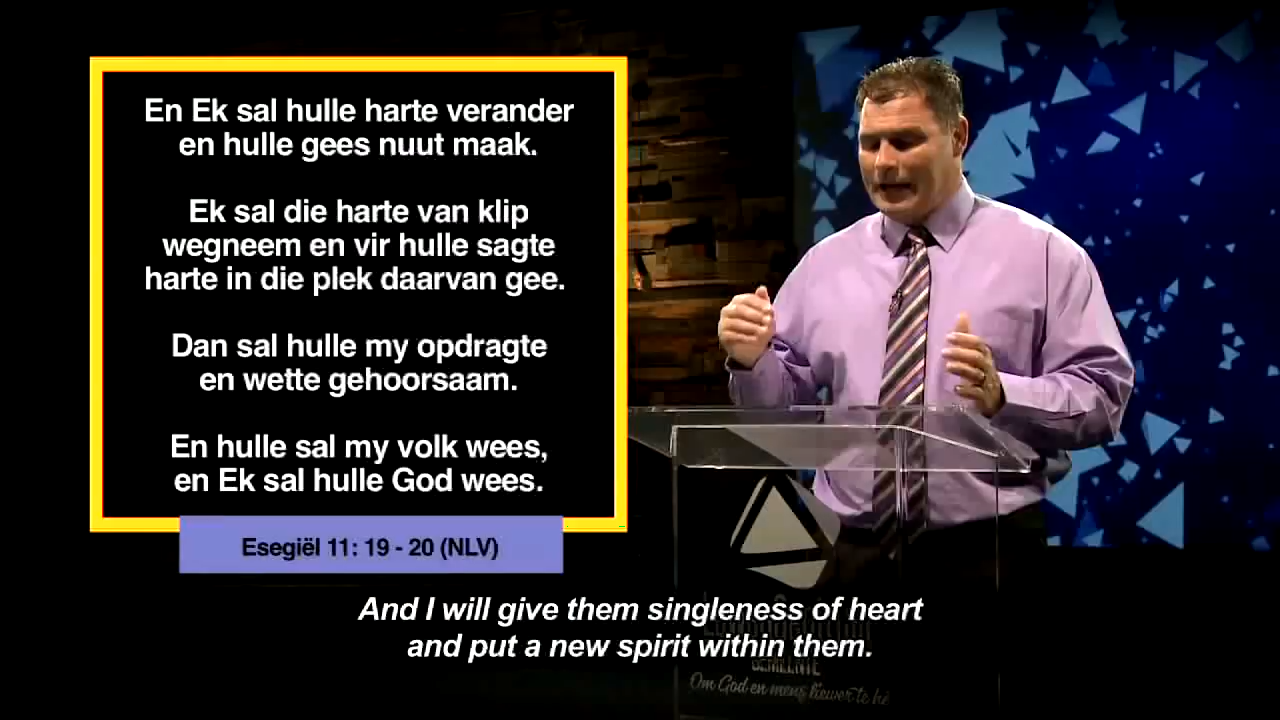 En Ek sal hulle harte verander
en hulle gees nuut maak.
Ek sal die harte van klip
wegneem en vir hulle sagte
harte in die plek daarvan gee.
Dan sal hulle my opdragte
en wette gehoorsaam.
En hulle sal my volk wees,
en Ek sal hulle God wees.
Esegiël 11: 19 - 20 (NLV)
And I will give them singleness of heart
and put a new spirit within them.
GEMEENTE
Om God en mens liewer te hê